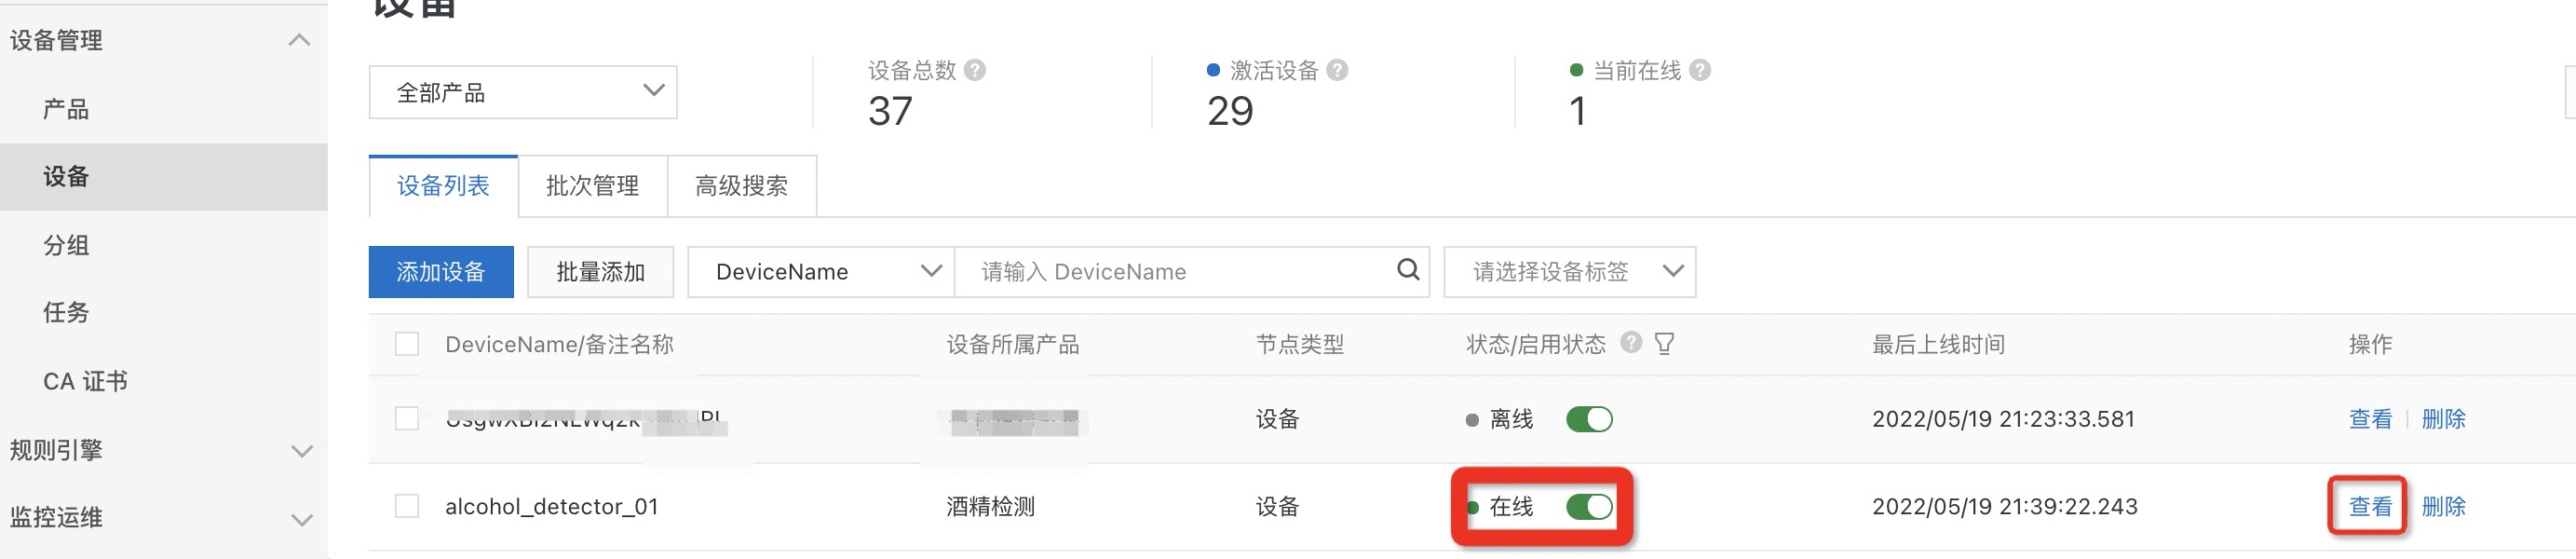 设备
设备管理
产品
设备
分组
任务
CA 证书
规则引擎
监控运维
全部产品
设备总数 ?
37
激活设备 ?
29
当前在线 ?
1
设备列表 批次管理 高级搜索
添加设备 批量添加 DeviceName 请输入 DeviceName 请选择设备标签
DeviceName/备注名称 设备所属产品 节点类型 状态/启用状态 ? 最后上线时间 操作
设备 离线 2022/05/19 21:23:33.581 查看 删除
alcohol_detector_01 酒精检测 设备 在线 2022/05/19 21:39:22.243 查看 删除